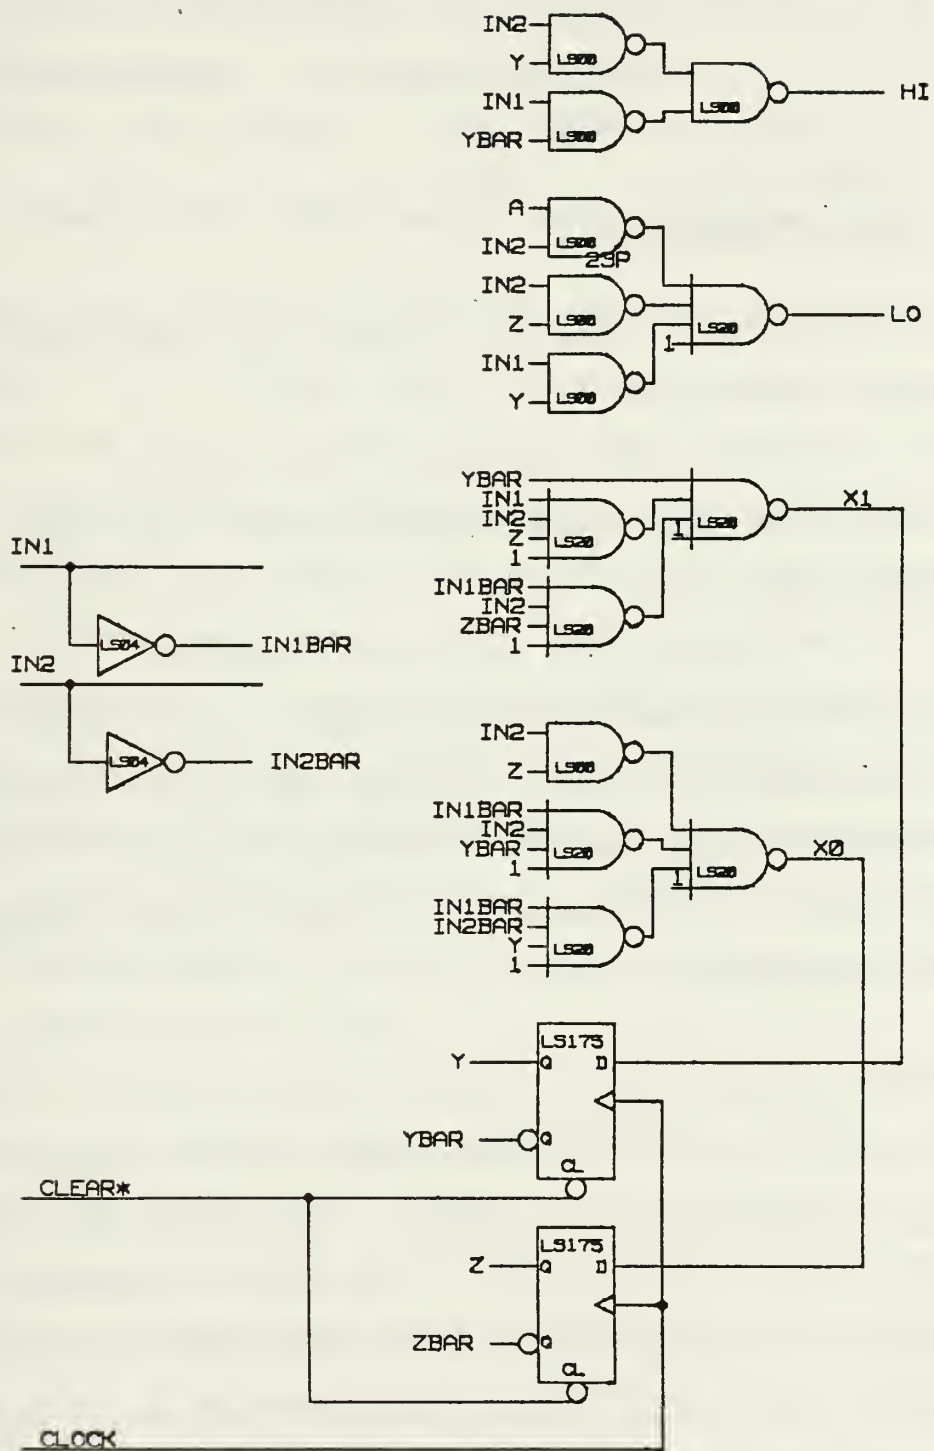 IN2
Y
LS00
IN1
YBAR
LS00
LS00
HI
A
IN2
LS00
23P
IN2
Z
LS00
IN1
Y
LS00
1
LS20
LO
YBAR
IN1
IN2
Z
1
LS20
1
LS20
X1
IN1BAR
IN2
ZBAR
1
LS20
IN1
LS04
IN1BAR
IN2
LS04
IN2BAR
IN2
Z
LS00
IN1BAR
IN2
YBAR
1
LS20
1
LS20
X0
IN1BAR
IN2BAR
Y
1
LS20
LS175
Y
Q D
YBAR
Q
CL
CLEAR*
LS175
Z
Q D
ZBAR
Q
CL
CLOCK